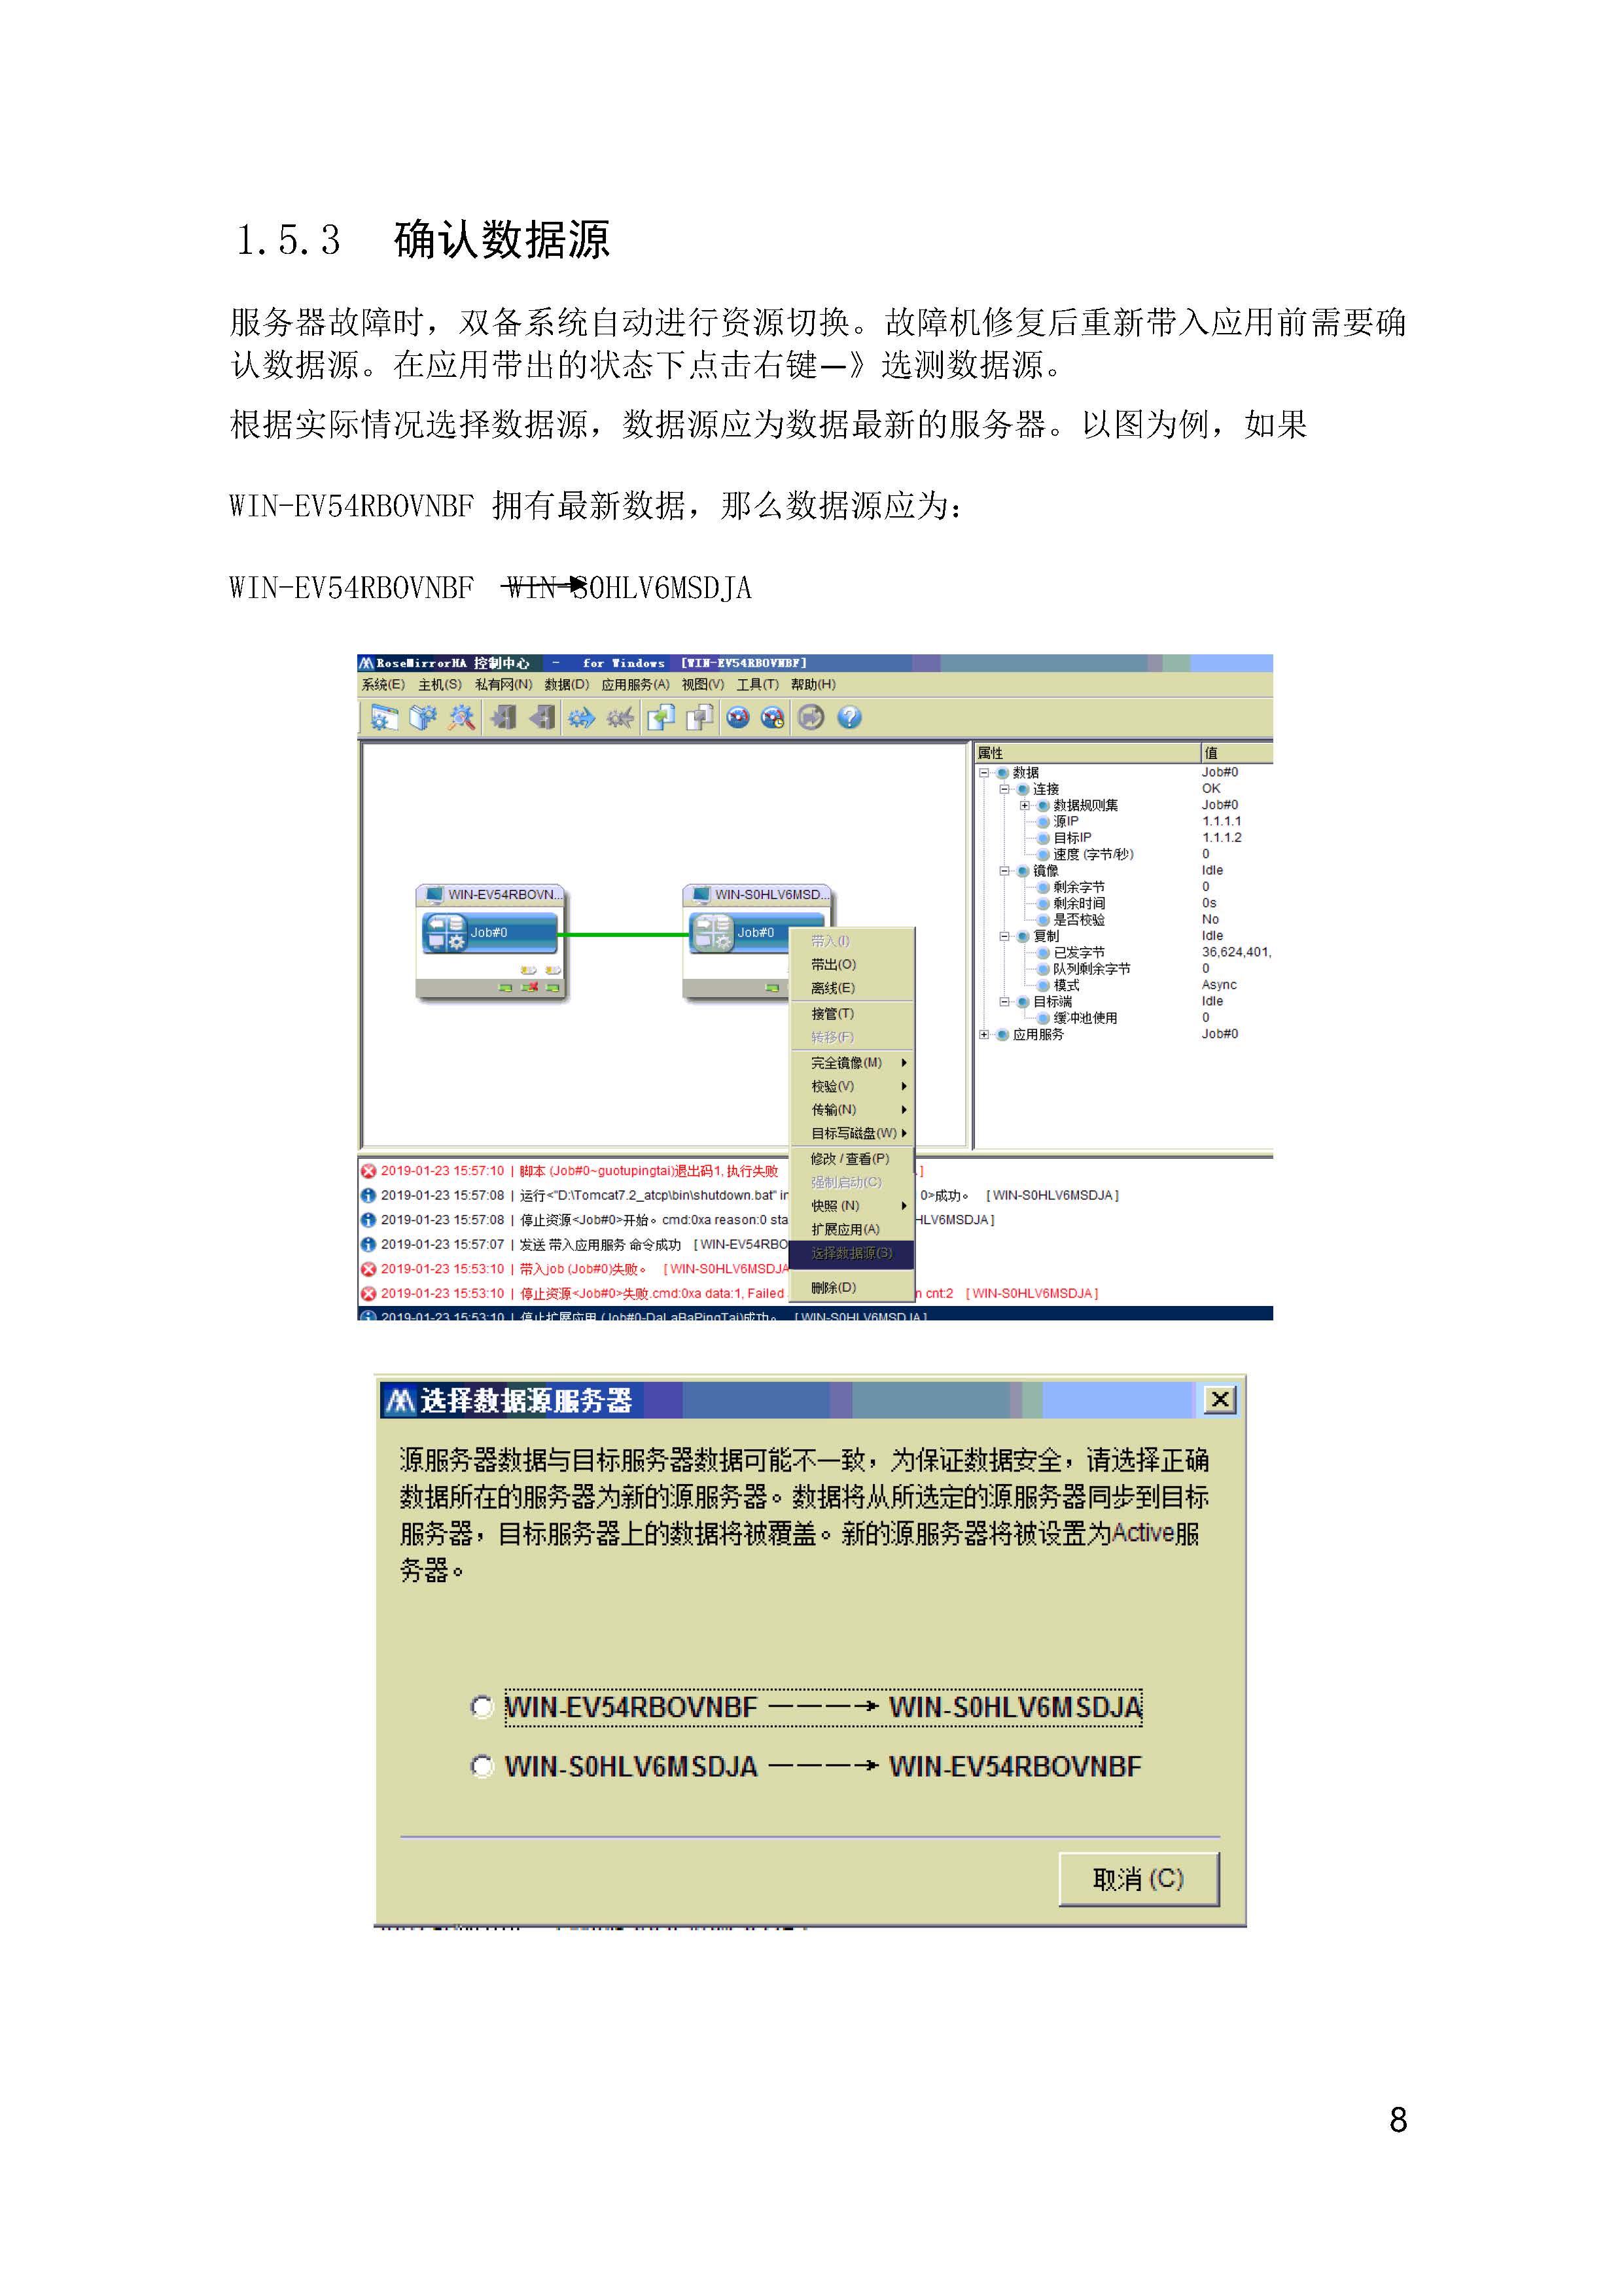 1.5.3 确认数据源
服务器故障时，双备系统自动进行资源切换。故障机修复后重新带入应用前需要确
认数据源。在应用带出的状态下点击右键—》选测数据源。
根据实际情况选择数据源，数据源应为数据最新的服务器。以图为例，如果
WIN-EV54RBOVNBF 拥有最新数据，那么数据源应为：
WIN-EV54RBOVNBF WIN-S0HLV6MSDJA
RoseMirrorHA 控制中心 - for Windows [WIN-EV54RBOVNBF]
系统(E) 主机(S) 私有网(N) 数据(D) 应用服务(A) 视图(V) 工具(T) 帮助(H)
属性 值
数据 Job#0
连接 OK
数据规则集 Job#0
源IP 1.1.1.1
目标IP 1.1.1.2
速度 (字节/秒) 0
镜像 Idle
剩余字节 0
剩余时间 0s
是否校验 No
复制 Idle
已发字节 36,624,401,
队列剩余字节 0
模式 Async
目标端 Idle
缓冲池使用 0
应用服务 Job#0
WIN-EV54RBOVN...
Job#0
WIN-S0HLV6MSD...
Job#0
带入(I)
带出(O)
离线(E)
接管(T)
转移(F)
完全镜像(M)
校验(V)
传输(N)
目标写磁盘(W)
修改 / 查看(P)
强制启动(C)
快照 (N)
扩展应用(A)
选择数据源(S)
删除(D)
2019-01-23 15:57:10 | 脚本 (Job#0~guotupingtai)退出码1, 执行失败 ]
2019-01-23 15:57:08 | 运行<"D:\Tomcat7.2_atcp\bin\shutdown.bat" in 0>成功。 [ WIN-S0HLV6MSDJA ]
2019-01-23 15:57:08 | 停止资源<Job#0>开始。cmd:0xa reason:0 sta HLV6MSDJA ]
2019-01-23 15:57:07 | 发送 带入应用服务 命令成功 [ WIN-EV54RBO
2019-01-23 15:53:10 | 带入job (Job#0)失败。 [ WIN-S0HLV6MSDJA
2019-01-23 15:53:10 | 停止资源<Job#0>失败.cmd:0xa data:1, Failed n cnt:2 [ WIN-S0HLV6MSDJA ]
2019-01-23 15:53:10 | 停止扩展应用 (Job#0-DaLaBaPingTai)成功。 [ WIN-S0HLV6MSDJA ]
选择数据源服务器
源服务器数据与目标服务器数据可能不一致，为保证数据安全，请选择正确
数据所在的服务器为新的源服务器。数据将从所选定的源服务器同步到目标
服务器，目标服务器上的数据将被覆盖。新的源服务器将被设置为Active服
务器。
WIN-EV54RBOVNBF ———→ WIN-S0HLV6MSDJA
WIN-S0HLV6MSDJA ———→ WIN-EV54RBOVNBF
取消 (C)
8